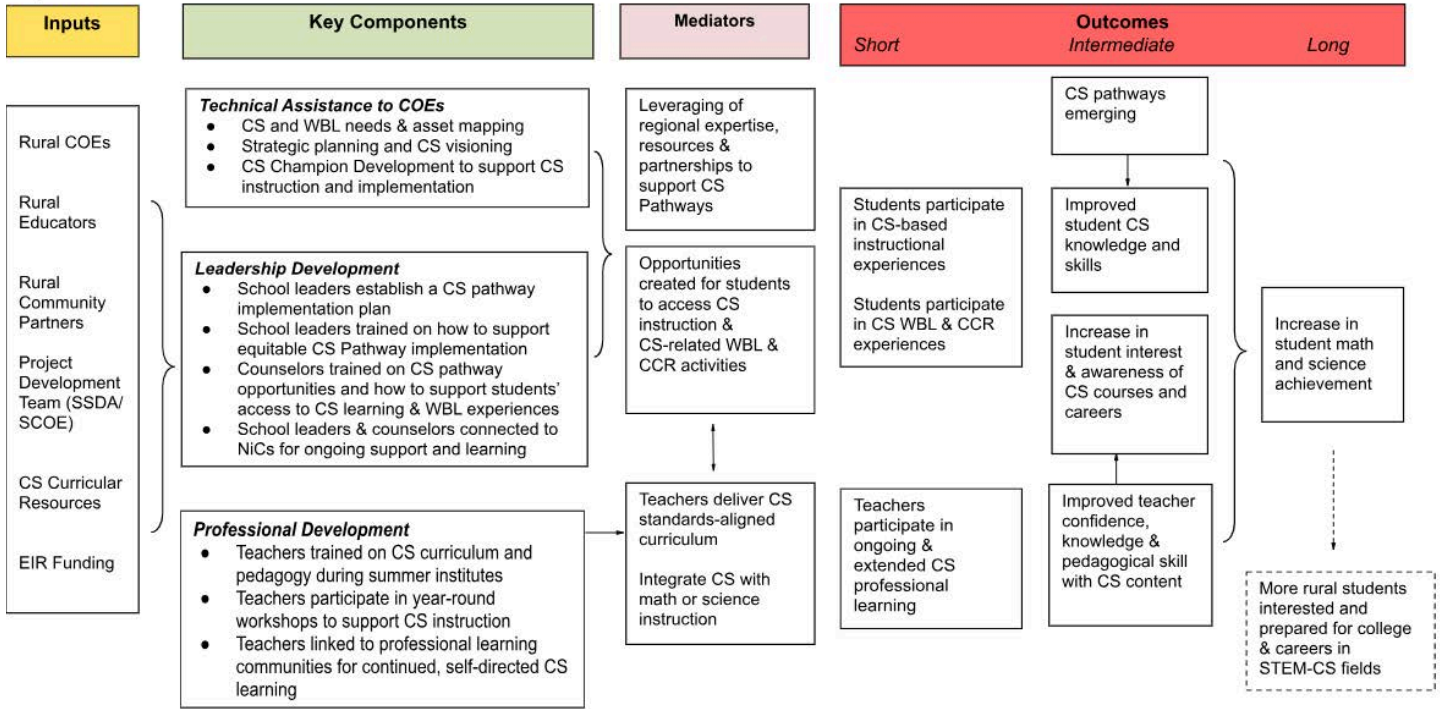 Inputs
Key Components
Mediators
Outcomes
Short
Intermediate
Long
Rural COEs
Rural
Educators
Rural
Community
Partners
Project
Development
Team (SSDA/
SCOE)
CS Curricular
Resources
EIR Funding
Technical Assistance to COEs
● CS and WBL needs & asset mapping
● Strategic planning and CS visioning
● CS Champion Development to support CS
instruction and implementation
Leadership Development
● School leaders establish a CS pathway
implementation plan
● School leaders trained on how to support
equitable CS Pathway implementation
● Counselors trained on CS pathway
opportunities and how to support students'
access to CS learning & WBL experiences
● School leaders & counselors connected to
NiCs for ongoing support and learning
Professional Development
● Teachers trained on CS curriculum and
pedagogy during summer institutes
● Teachers participate in year-round
workshops to support CS instruction
● Teachers linked to professional learning
communities for continued, self-directed CS
learning
Leveraging of
regional expertise,
resources &
partnerships to
support CS
Pathways
Opportunities
created for students
to access CS
instruction &
CS-related WBL &
CCR activities
Teachers deliver CS
standards-aligned
curriculum
Integrate CS with
math or science
instruction
Students participate
in CS-based
instructional
experiences
Students participate
in CS WBL & CCR
experiences
Teachers
participate in
ongoing &
extended CS
professional
learning
CS pathways
emerging
Improved
student CS
knowledge and
skills
Increase in
student interest
& awareness of
CS courses and
careers
Improved teacher
confidence,
knowledge &
pedagogical skill
with CS content
Increase in
student math
and science
achievement
More rural students
interested and
prepared for college
& careers in
STEM-CS fields